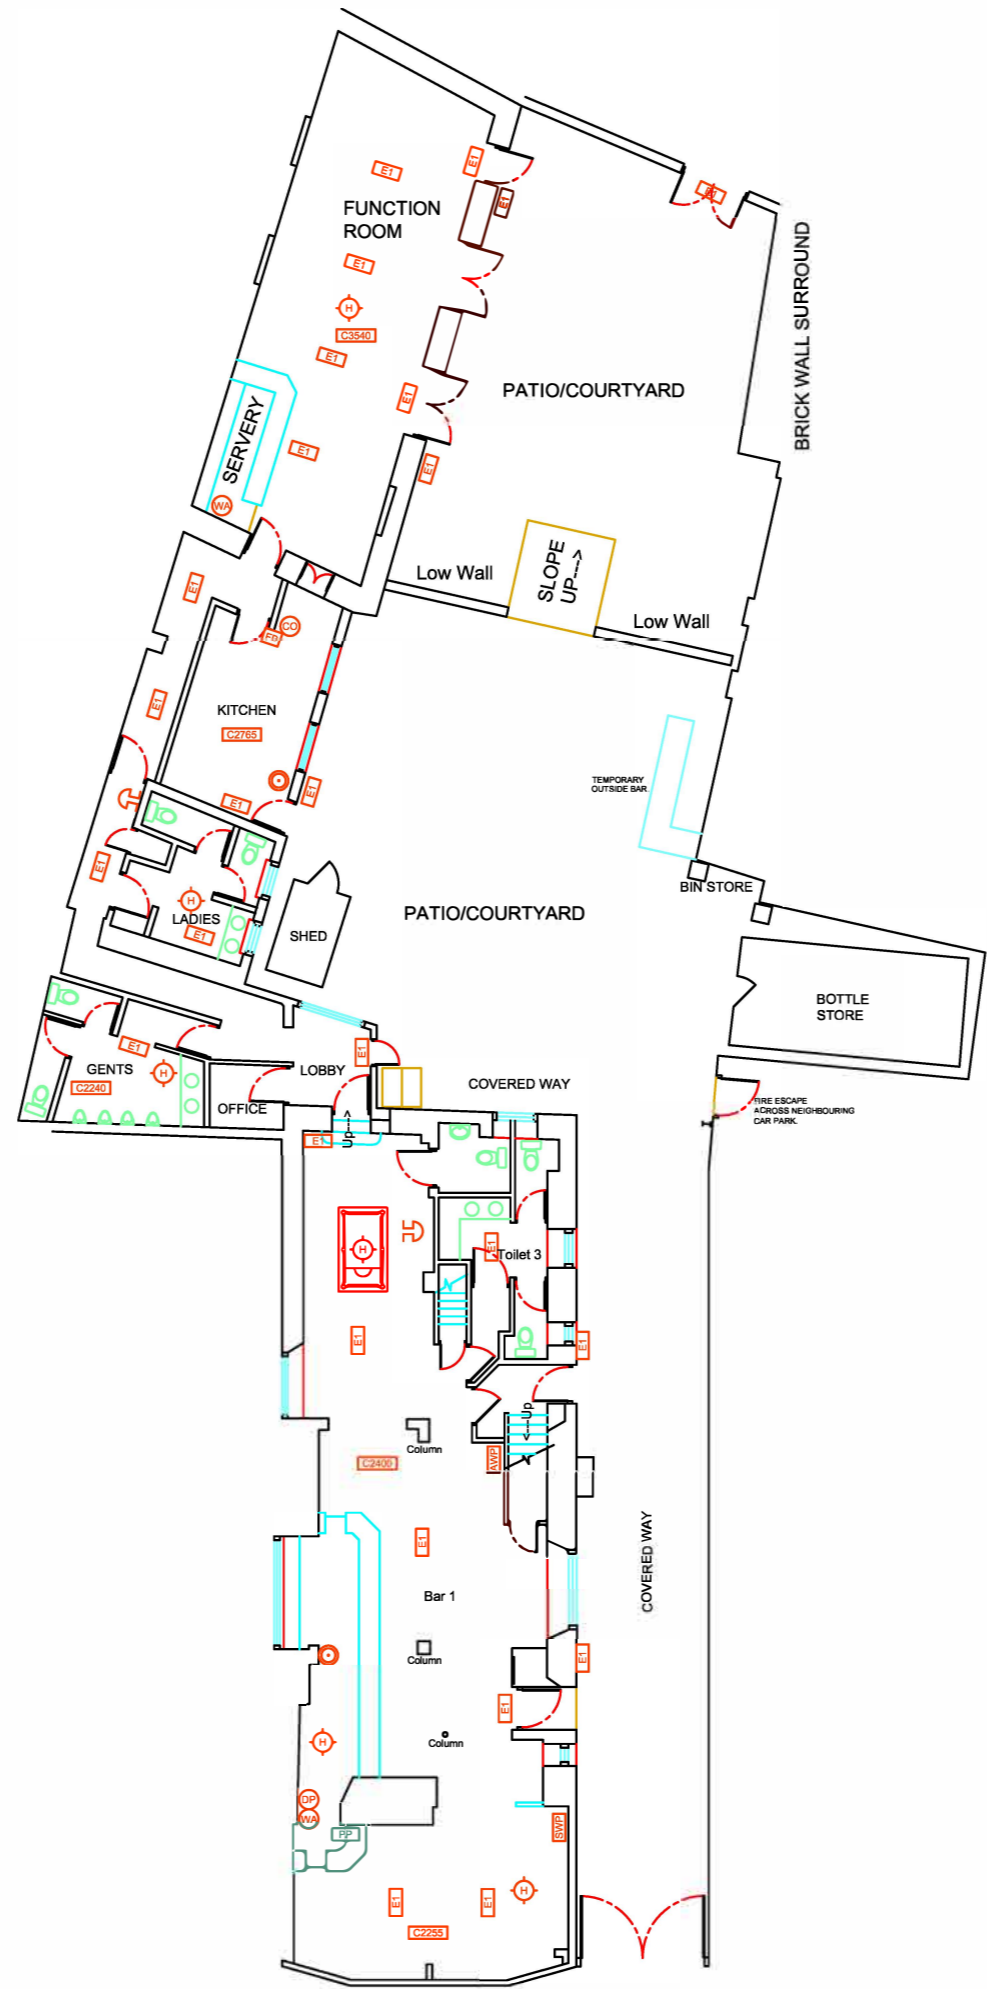 E1
E1
E1
E1
FUNCTION
ROOM
E1
H
C3540
E1
PATIO/COURTYARD
BRICK WALL SURROUND
E1
SERVERY
E1
E1
WA
SLOPE
UP---->
Low Wall
Low Wall
E1
CO
FD
E1
KITCHEN
C2765
TEMPORARY
OUTSIDE BAR.
E1
E1
E1
H
LADIES
E1
SHED
BIN STORE
PATIO/COURTYARD
BOTTLE
STORE
E1
E1
GENTS
H
C2240
LOBBY
OFFICE
COVERED WAY
FIRE ESCAPE
ACROSS NEIGHBOURING
CAR PARK.
E1
Up---->
H
E1
Toilet 3
E1
E1
<----Up
Column
C2400
AWP
E1
COVERED WAY
Bar 1
Column
E1
E1
Column
H
DP
WA
PP
SWP
H
E1
E1
C2255